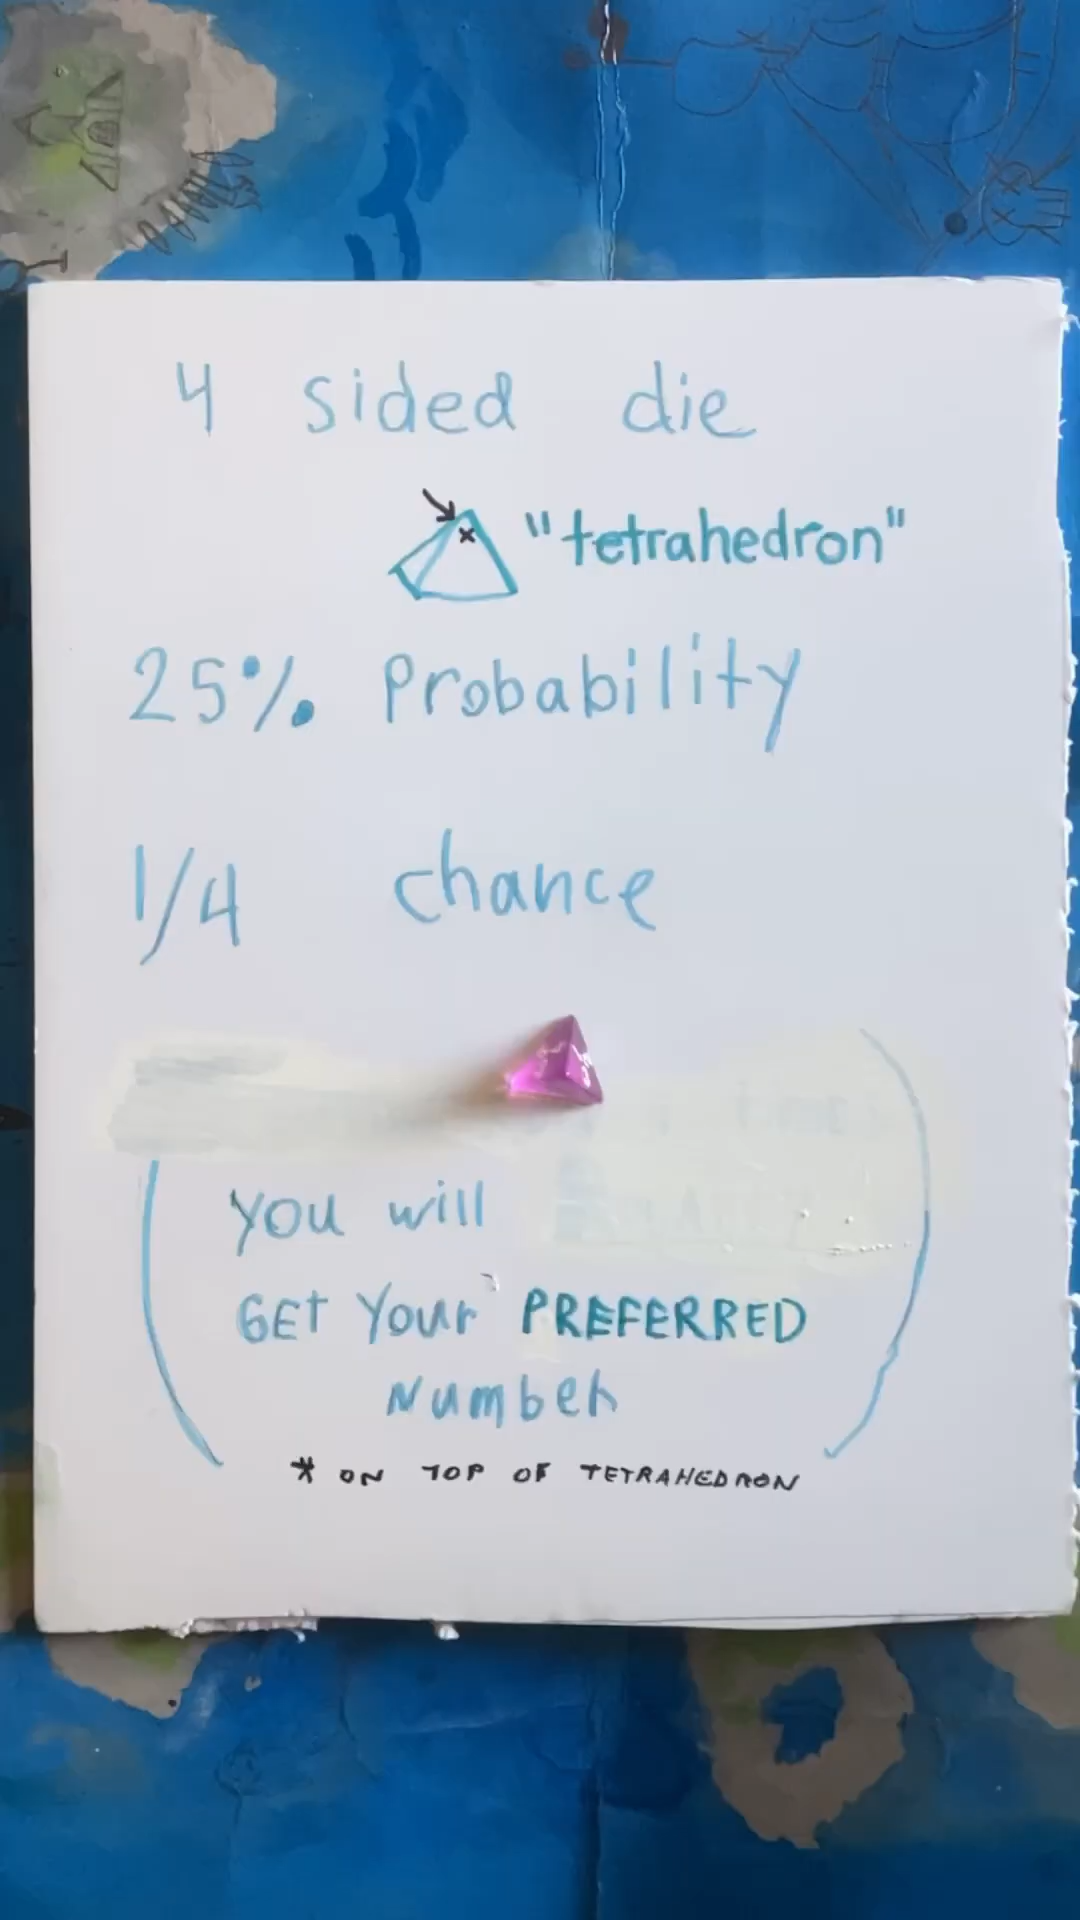 4 sided die
x "tetrahedron"
25% Probability
1/4 chance
you will
GET Your PREFERRED
Number
* ON TOP OF TETRAHEDRON